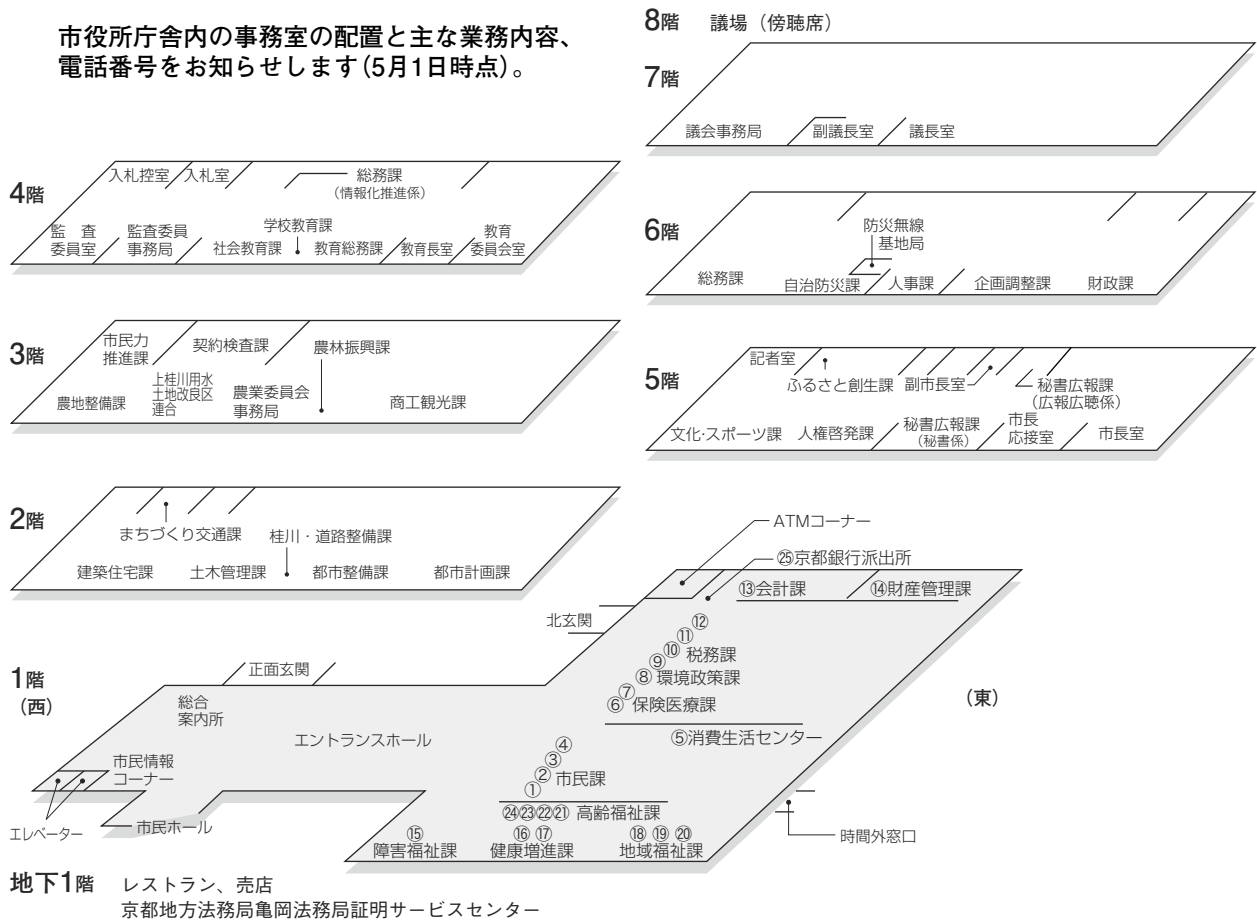 市役所庁舎内の事務室の配置と主な業務内容、
電話番号をお知らせします(5月1日時点)。
8階 議場（傍聴席）
7階
議会事務局 副議長室 議長室
6階
防災無線
基地局
総務課 自治防災課 人事課 企画調整課 財政課
5階
記者室
ふるさと創生課 副市長室 秘書広報課
（広報広聴係）
文化・スポーツ課 人権啓発課 秘書広報課
（秘書係）
市長
応接室
市長室
4階
入札控室 入札室 総務課
（情報化推進係）
監査
委員室
監査委員
事務局
学校教育課
社会教育課 教育総務課 教育長室
教育
委員会室
3階
市民力
推進課
契約検査課 農林振興課
農地整備課
上桂川用水
土地改良区
連合
農業委員会
事務局
商工観光課
2階
まちづくり交通課 桂川・道路整備課
建築住宅課 土木管理課 都市整備課 都市計画課
1階
（西）
（東）
ATMコーナー
㉕京都銀行派出所
⑬会計課 ⑭財産管理課
北玄関
正面玄関
⑫
⑪
⑩ 税務課
⑨
⑧ 環境政策課
⑦
⑥ 保険医療課
⑤消費生活センター
総合
案内所
エントランスホール
市民情報
コーナー
④
③
② 市民課
①
㉔㉓㉒㉑ 高齢福祉課
⑮
障害福祉課
⑯ ⑰
健康増進課
⑱ ⑲ ⑳
地域福祉課
エレベーター
市民ホール
時間外窓口
地下1階 レストラン、売店
京都地方法務局亀岡法務局証明サービスセンター